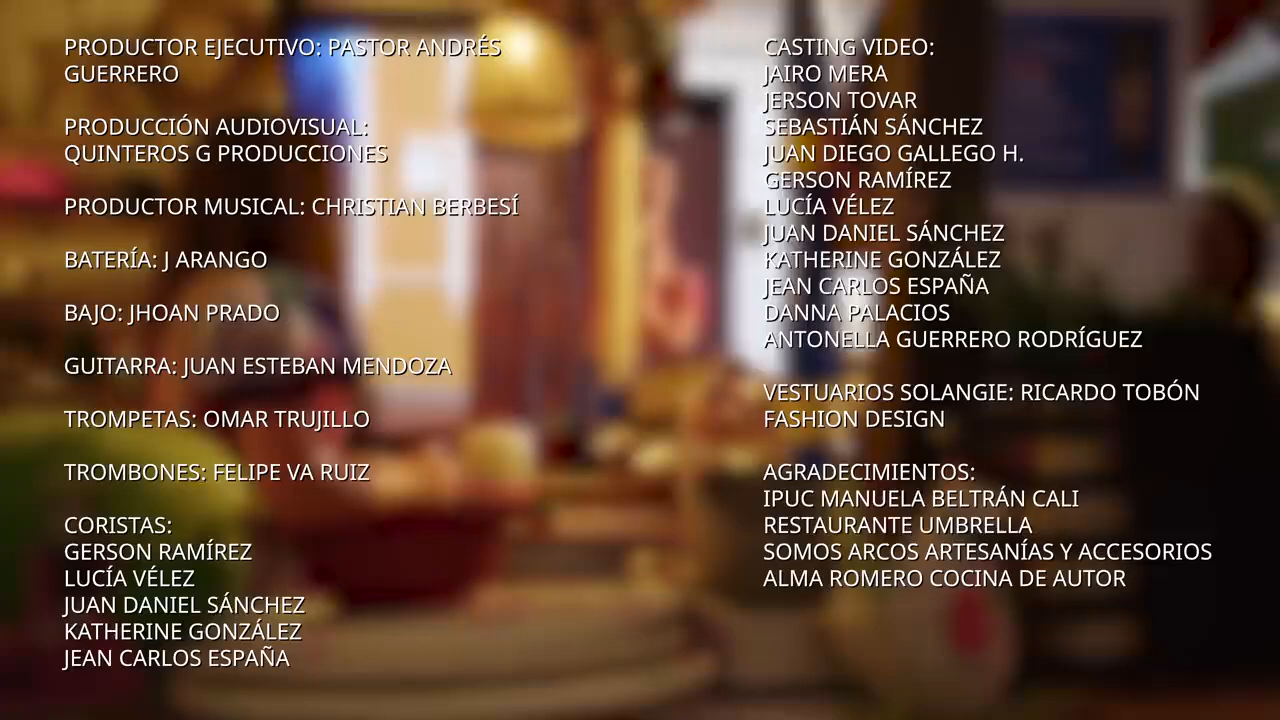 PRODUCTOR EJECUTIVO: PASTOR ANDRÉS
GUERRERO
PRODUCCIÓN AUDIOVISUAL:
QUINTEROS G PRODUCCIONES
PRODUCTOR MUSICAL: CHRISTIAN BERBESÍ
BATERÍA: J ARANGO
BAJO: JHOAN PRADO
GUITARRA: JUAN ESTEBAN MENDOZA
TROMPETAS: OMAR TRUJILLO
TROMBONES: FELIPE VA RUIZ
CORISTAS:
GERSON RAMÍREZ
LUCÍA VÉLEZ
JUAN DANIEL SÁNCHEZ
KATHERINE GONZÁLEZ
JEAN CARLOS ESPAÑA
CASTING VIDEO:
JAIRO MERA
JERSON TOVAR
SEBASTIÁN SÁNCHEZ
JUAN DIEGO GALLEGO H.
GERSON RAMÍREZ
LUCÍA VÉLEZ
JUAN DANIEL SÁNCHEZ
KATHERINE GONZÁLEZ
JEAN CARLOS ESPAÑA
DANNA PALACIOS
ANTONELLA GUERRERO RODRÍGUEZ
VESTUARIOS SOLANGIE: RICARDO TOBÓN
FASHION DESIGN
AGRADECIMIENTOS:
IPUC MANUELA BELTRÁN CALI
RESTAURANTE UMBRELLA
SOMOS ARCOS ARTESANÍAS Y ACCESORIOS
ALMA ROMERO COCINA DE AUTOR